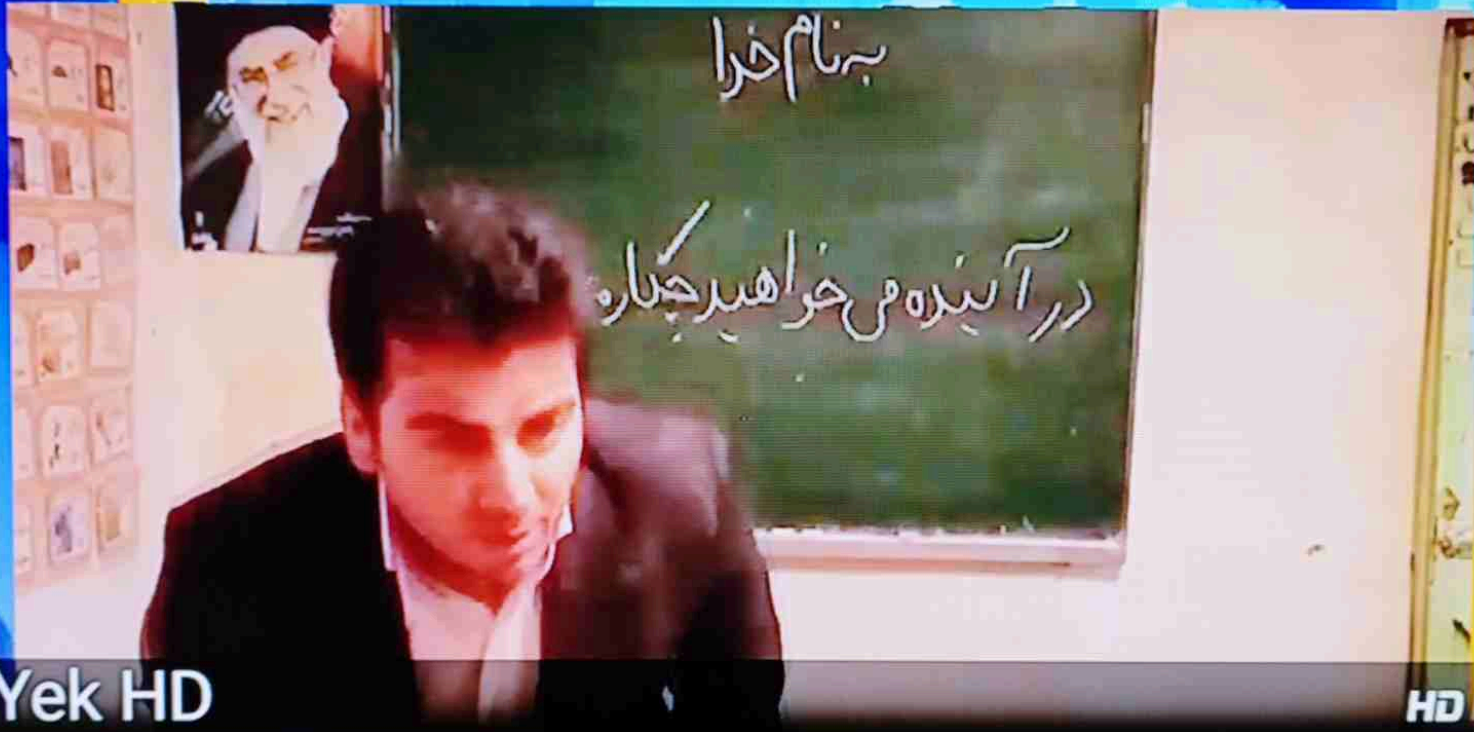 به نام خدا
در آینده می خواهید چکاره
Yek HD
HD